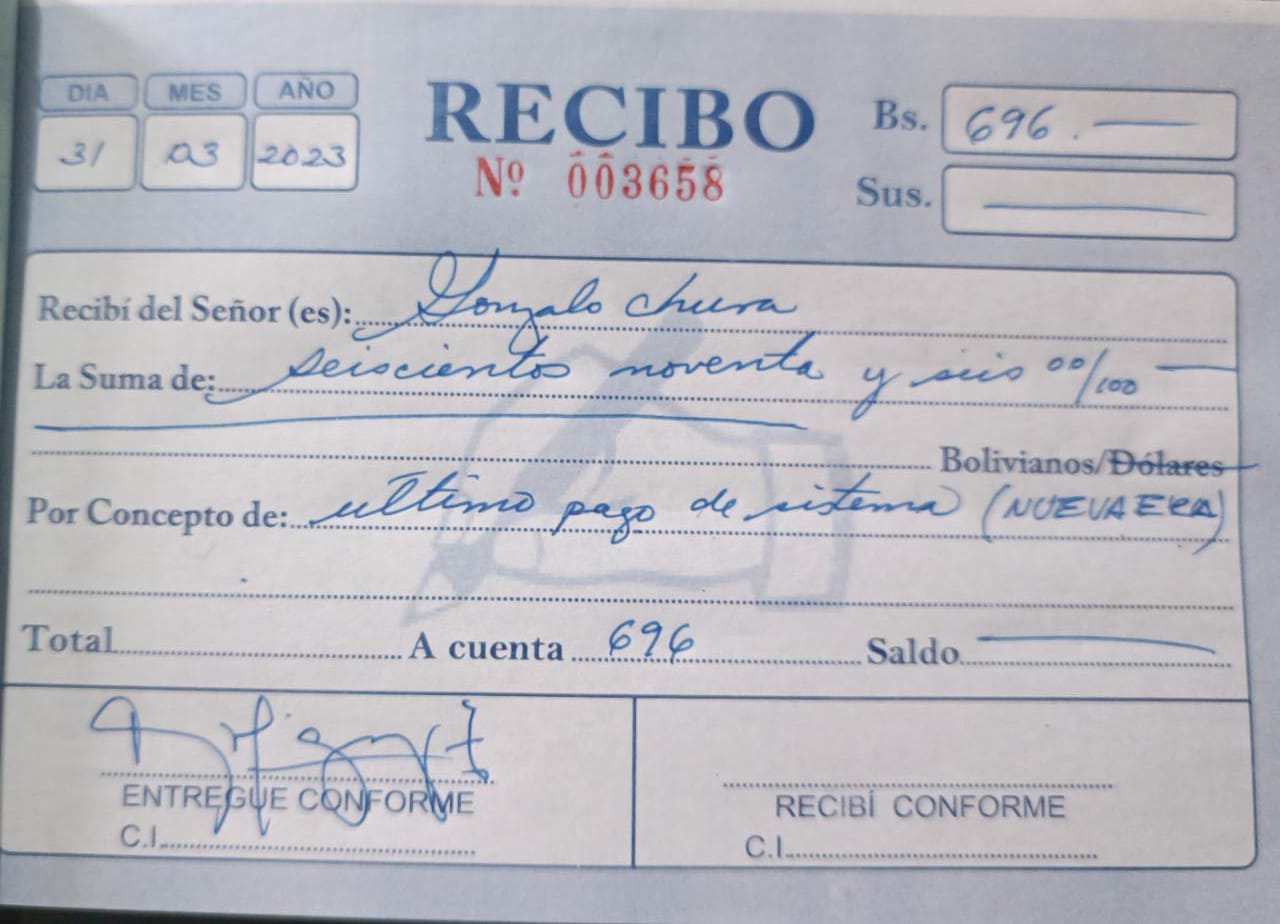 DIA MES AÑO
31 03 2023
RECIBO
Nº 003658
Bs. 696.—
Sus. —
Recibí del Señor (es): Gonzalo Chura
La Suma de: seiscientos noventa y seis 00/100 —
Bolivianos/Dólares
Por Concepto de: ultimo pago de sistema (NUEVA ERA)
Total A cuenta 696 Saldo —
ENTREGUE CONFORME
C.I.
RECIBÍ CONFORME
C.I.